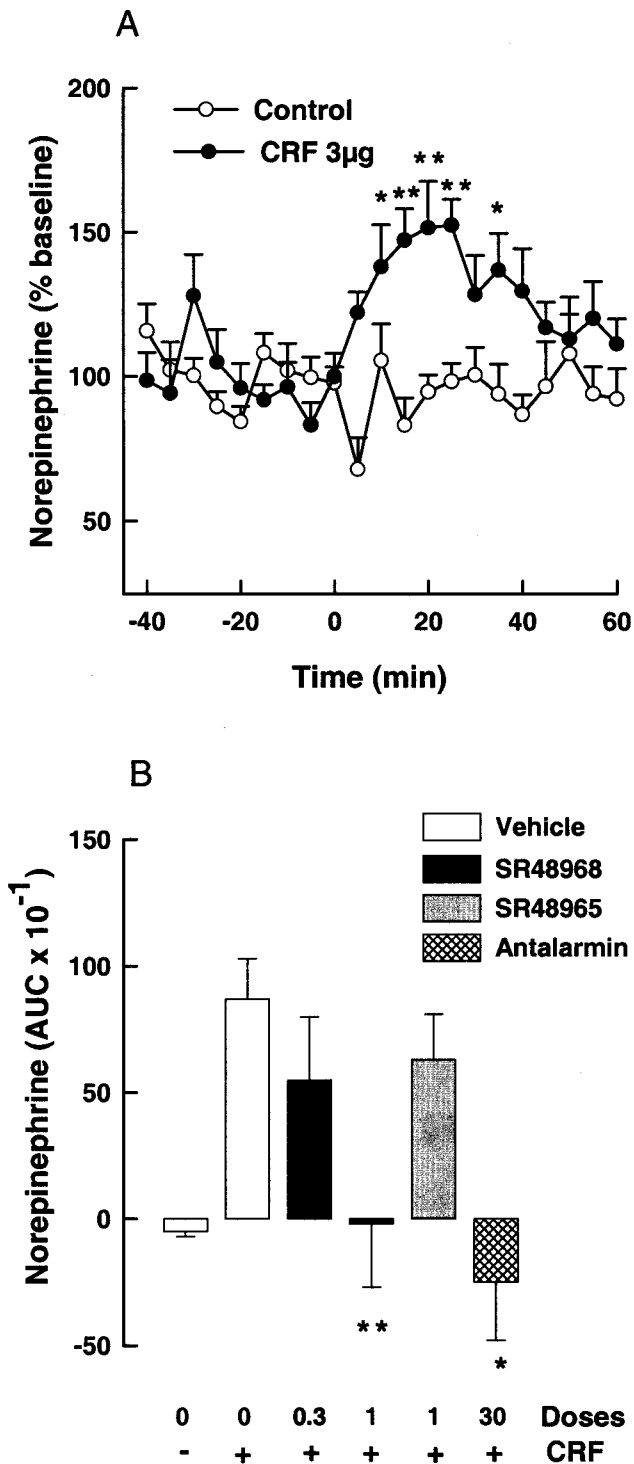 A
200
150
100
50
Norepinephrine (% baseline)
Control
CRF 3µg
* ** ** ** *
-40 -20 0 20 40 60
Time (min)
B
150
100
50
0
-50
Norepinephrine (AUC x 10-1)
Vehicle
SR48968
SR48965
Antalarmin
**
*
0 0 0.3 1 1 30 Doses
- + + + + + CRF